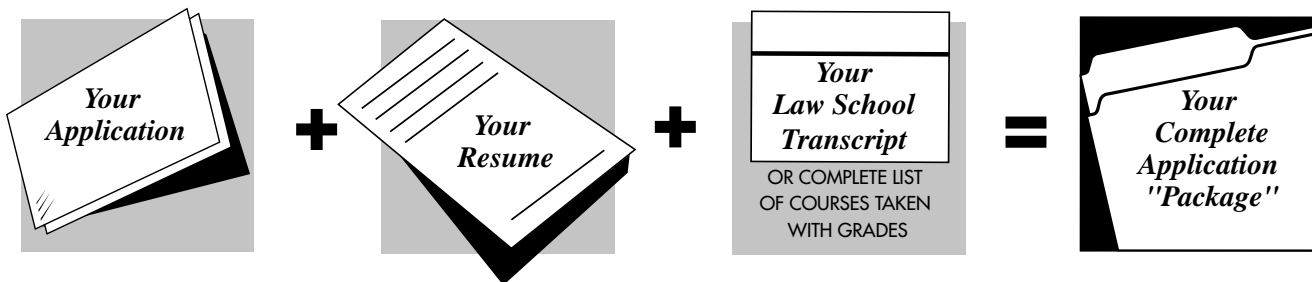 Your
Application
+
Your
Resume
+
Your
Law School
Transcript
OR COMPLETE LIST
OF COURSES TAKEN
WITH GRADES
=
Your
Complete
Application
"Package"